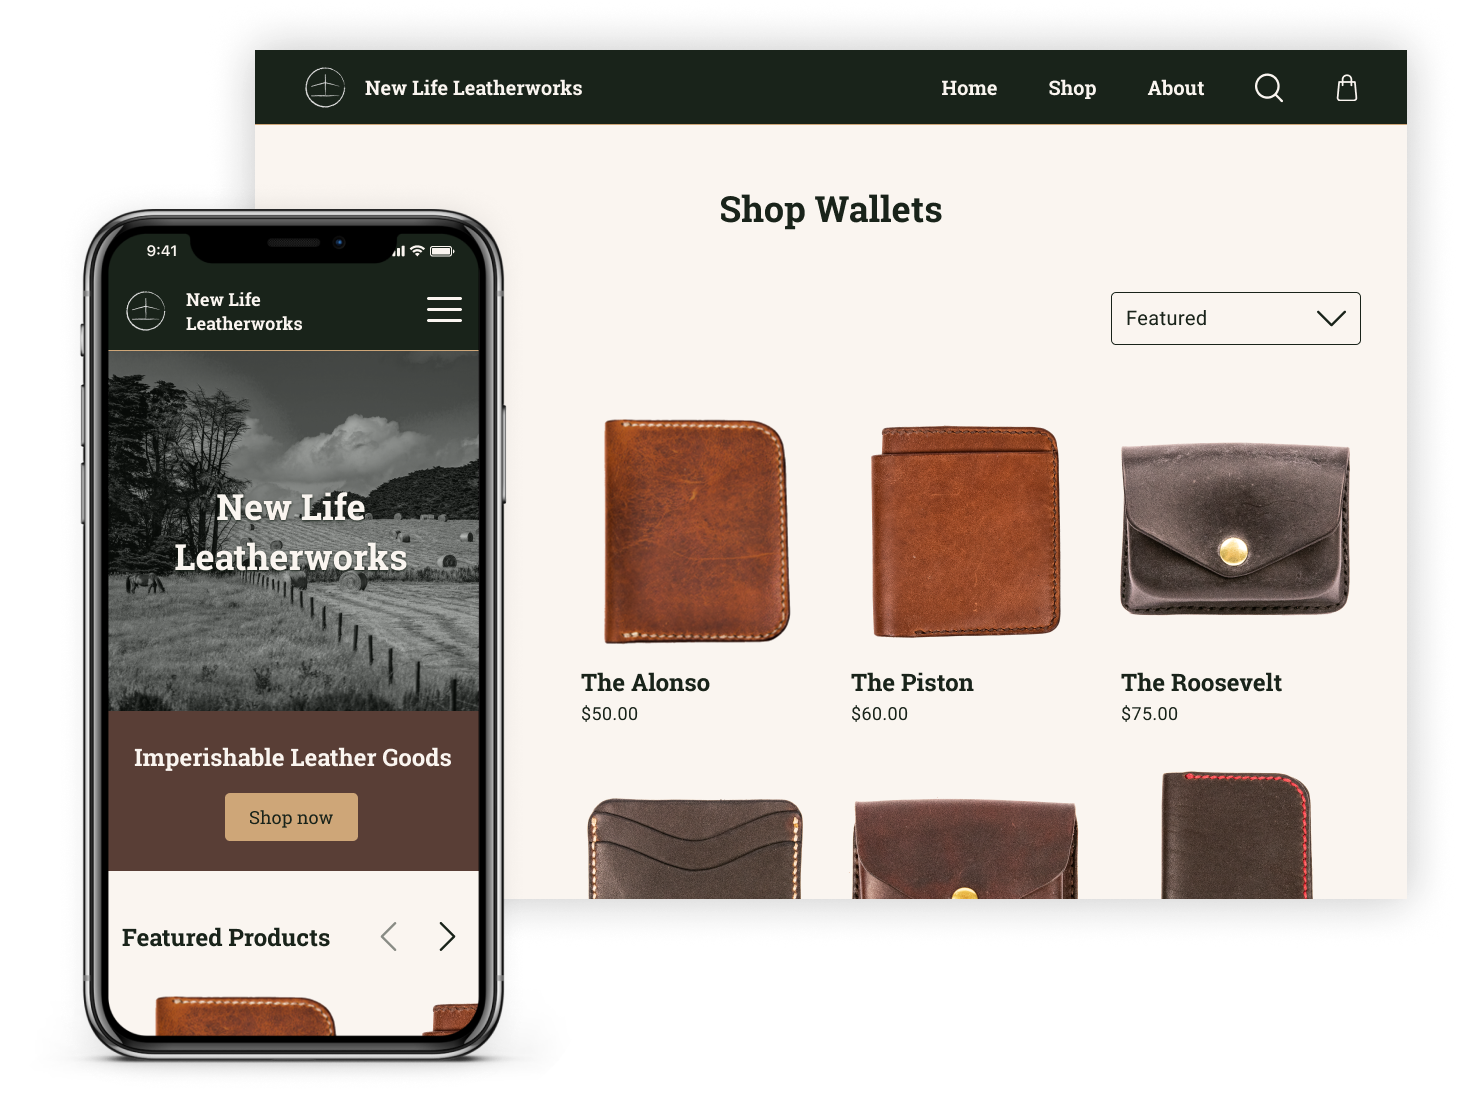 New Life Leatherworks
Home
Shop
About
Shop Wallets
Featured
The Alonso
$50.00
The Piston
$60.00
The Roosevelt
$75.00
9:41
New Life
Leatherworks
New Life
Leatherworks
Imperishable Leather Goods
Shop now
Featured Products